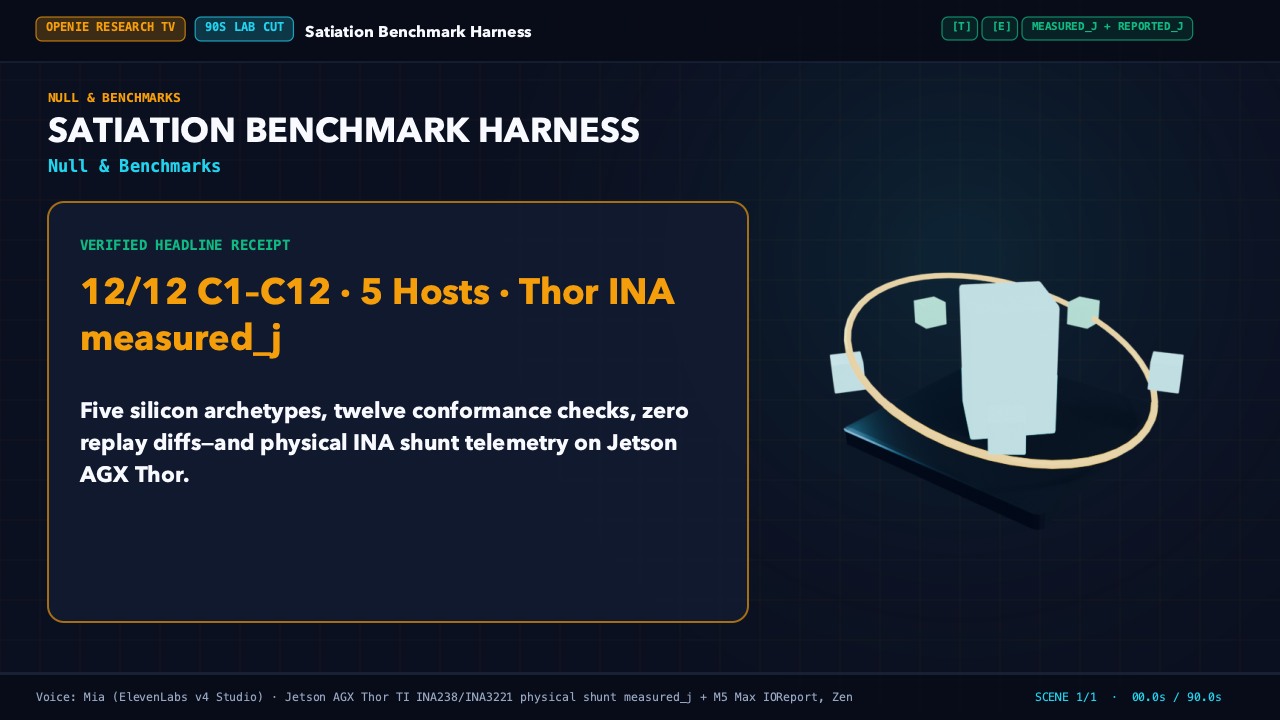 OPENIE RESEARCH TV
90S LAB CUT
Satiation Benchmark Harness
[T]
[E]
MEASURED_J + REPORTED_J
NULL & BENCHMARKS
SATIATION BENCHMARK HARNESS
Null & Benchmarks
VERIFIED HEADLINE RECEIPT
12/12 C1–C12 · 5 Hosts · Thor INA
measured_j
Five silicon archetypes, twelve conformance checks, zero
replay diffs—and physical INA shunt telemetry on Jetson
AGX Thor.
Voice: Mia (ElevenLabs v4 Studio) · Jetson AGX Thor TI INA238/INA3221 physical shunt measured_j + M5 Max IOReport, Zen
SCENE 1/1 · 00.0s / 90.0s